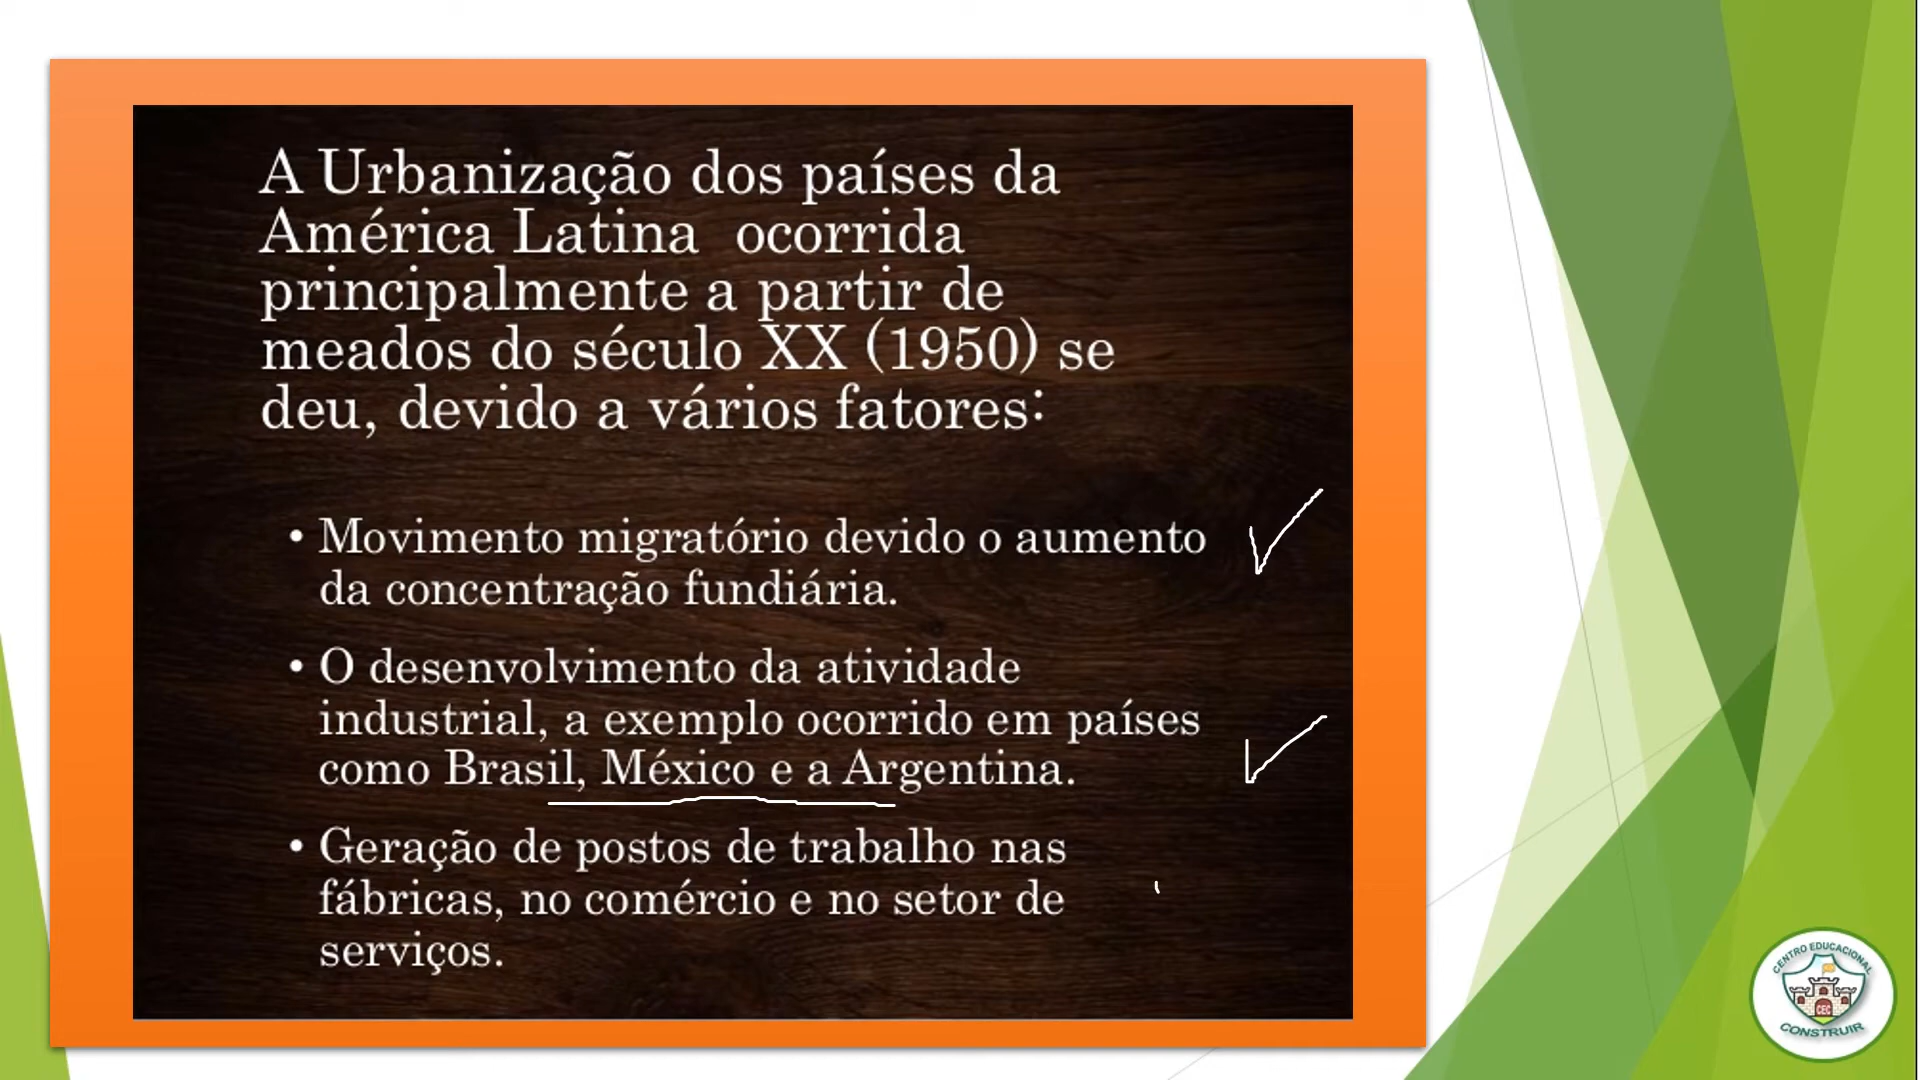 A Urbanização dos países da
América Latina ocorrida
principalmente a partir de
meados do século XX (1950) se
deu, devido a vários fatores:
• Movimento migratório devido o aumento
da concentração fundiária.
• O desenvolvimento da atividade
industrial, a exemplo ocorrido em países
como Brasil, México e a Argentina.
• Geração de postos de trabalho nas
fábricas, no comércio e no setor de
serviços.
CENTRO EDUCACIONAL
CEC
CONSTRUIR